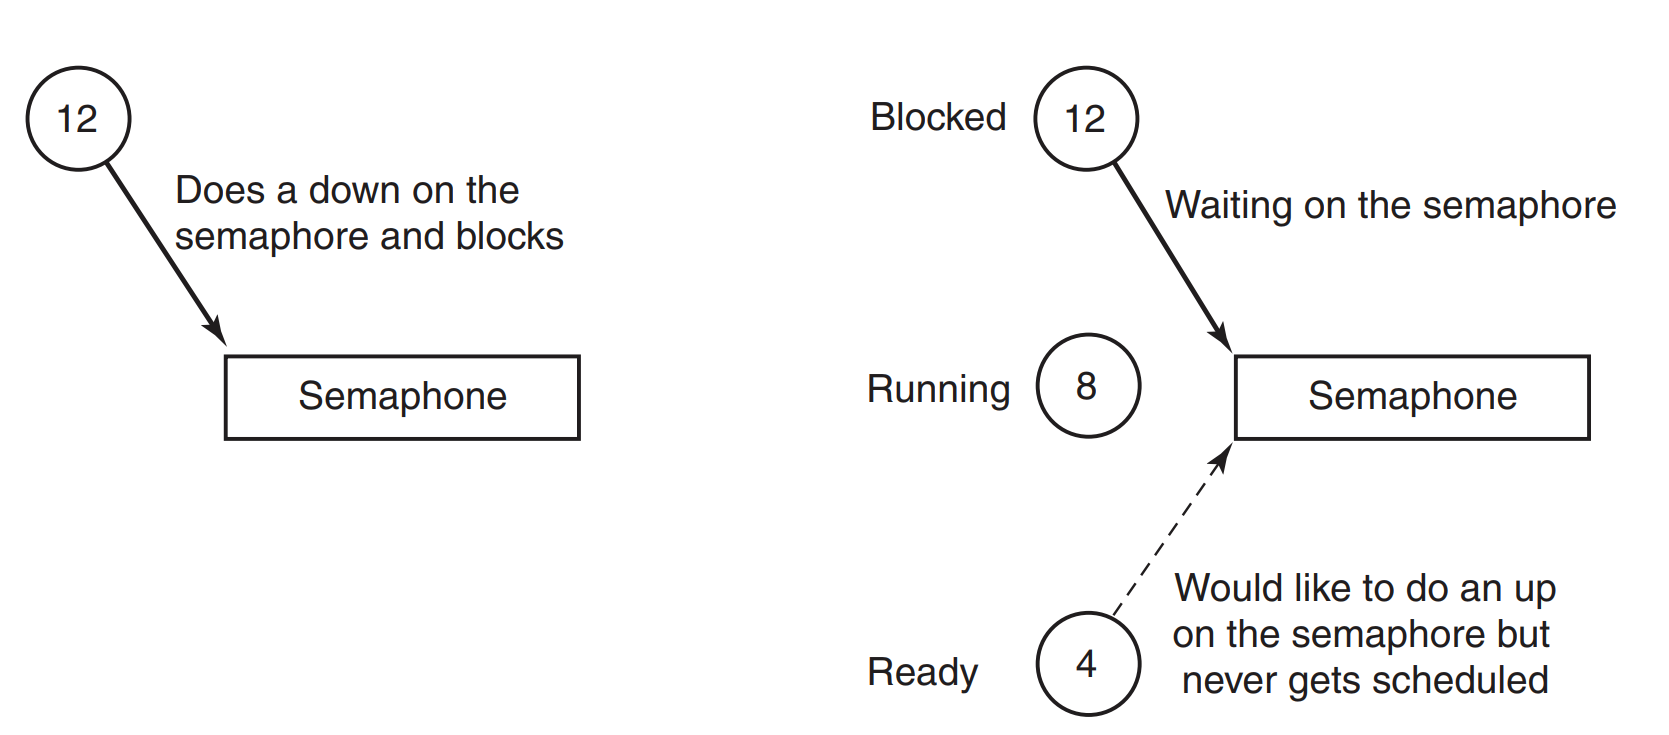 12
Does a down on the
semaphore and blocks
Semaphone
Blocked
12
Waiting on the semaphore
Running
8
Semaphone
Would like to do an up
on the semaphore but
never gets scheduled
Ready
4